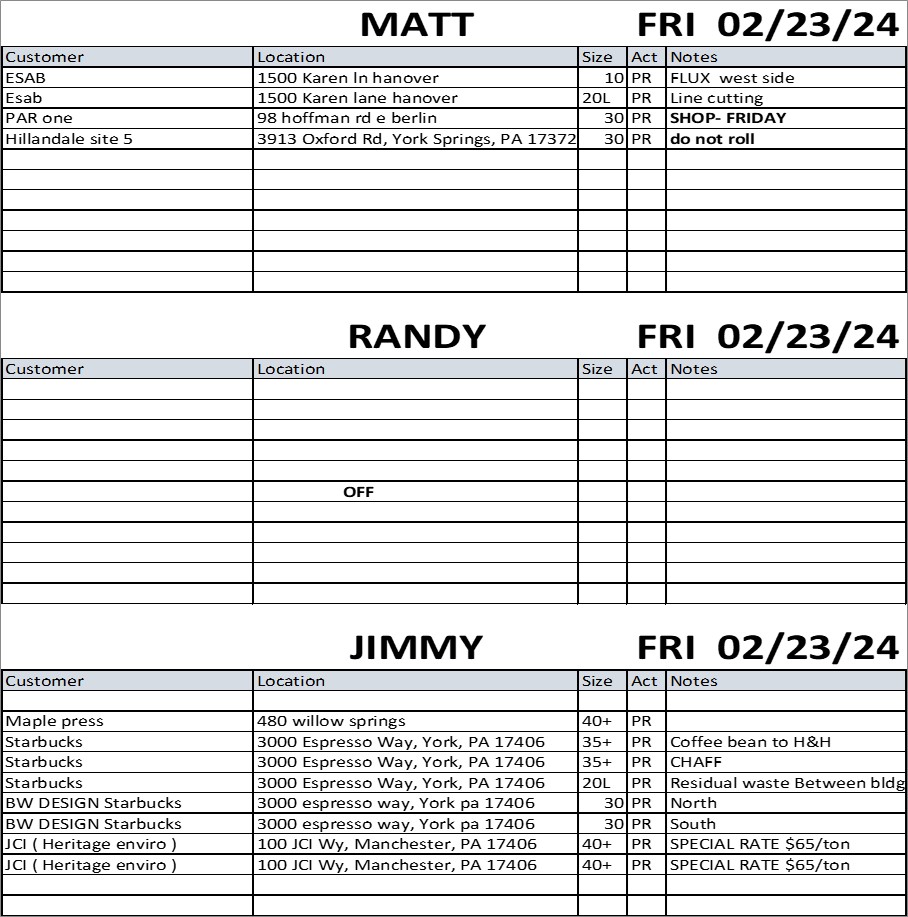 MATT FRI 02/23/24
Customer Location Size Act Notes
ESAB 1500 Karen ln hanover 10 PR FLUX west side
Esab 1500 Karen lane hanover 20L PR Line cutting
PAR one 98 hoffman rd e berlin 30 PR SHOP- FRIDAY
Hillandale site 5 3913 Oxford Rd, York Springs, PA 17372 30 PR do not roll
RANDY FRI 02/23/24
Customer Location Size Act Notes
OFF
JIMMY FRI 02/23/24
Customer Location Size Act Notes
Maple press 480 willow springs 40+ PR
Starbucks 3000 Espresso Way, York, PA 17406 35+ PR Coffee bean to H&H
Starbucks 3000 Espresso Way, York, PA 17406 35+ PR CHAFF
Starbucks 3000 Espresso Way, York, PA 17406 20L PR Residual waste Between bldg
BW DESIGN Starbucks 3000 espresso way, York pa 17406 30 PR North
BW DESIGN Starbucks 3000 espresso way, York pa 17406 30 PR South
JCI ( Heritage enviro ) 100 JCI Wy, Manchester, PA 17406 40+ PR SPECIAL RATE $65/ton
JCI ( Heritage enviro ) 100 JCI Wy, Manchester, PA 17406 40+ PR SPECIAL RATE $65/ton